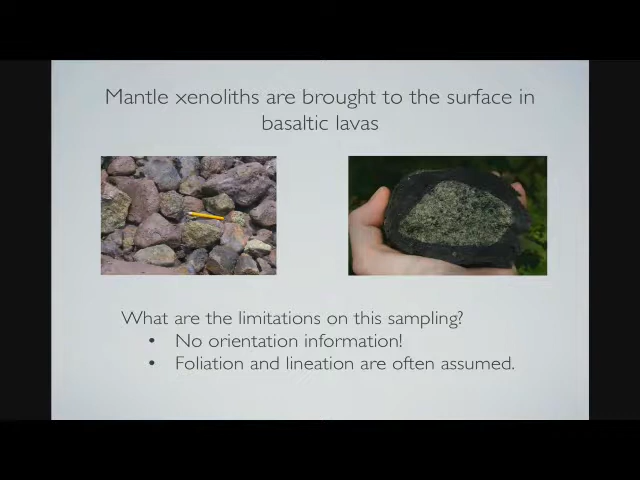 Mantle xenoliths are brought to the surface in
basaltic lavas
What are the limitations on this sampling?
• No orientation information!
• Foliation and lineation are often assumed.